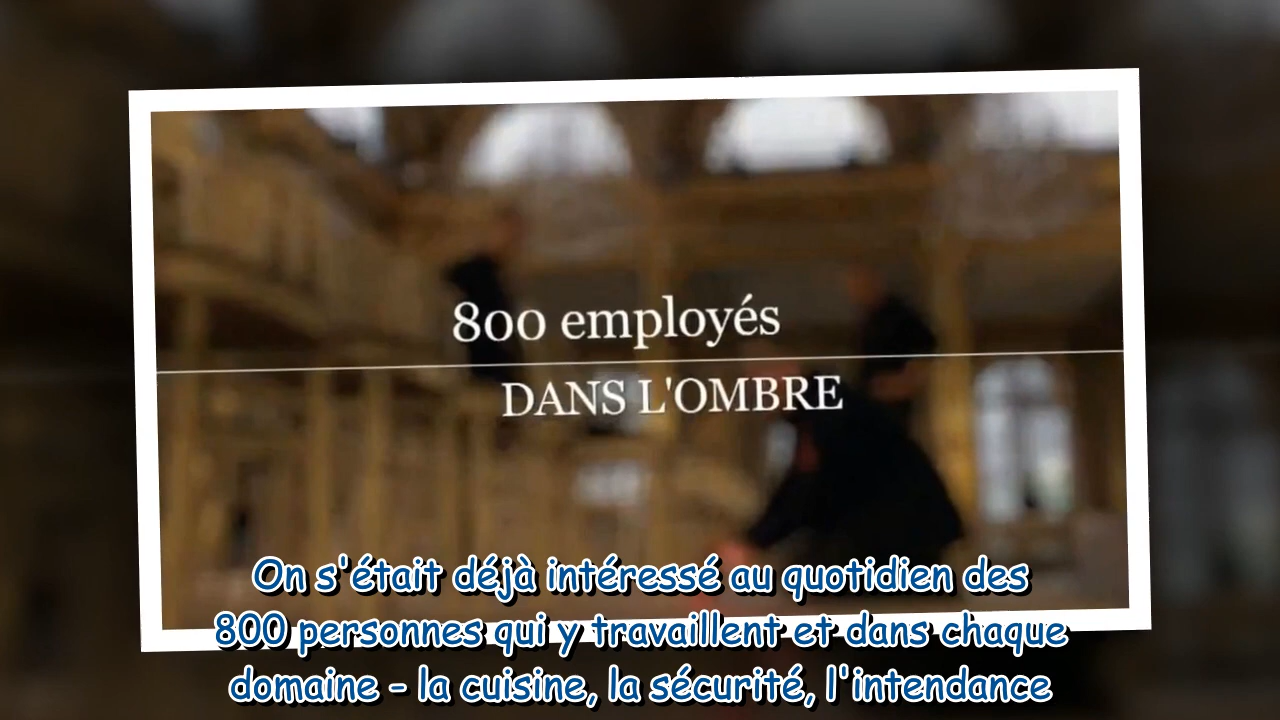 800 employés
DANS L'OMBRE
On s'était déjà intéressé au quotidien des
800 personnes qui y travaillent et dans chaque
domaine - la cuisine, la sécurité, l'intendance